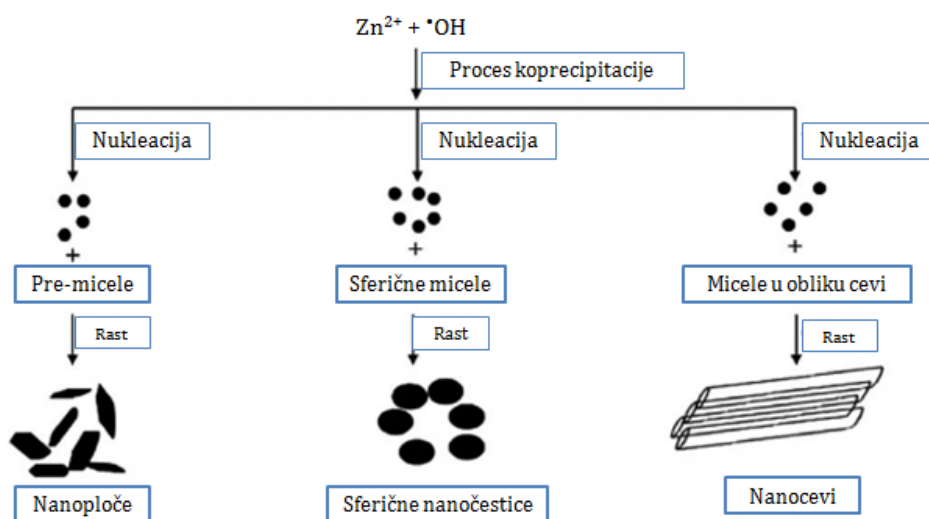 Zn²⁺ + •OH
Proces koprecipitacije
Nukleacija Nukleacija Nukleacija
+ + +
Pre-micele Sferične micele Micele u obliku cevi
Rast Rast Rast
Nanoploče Sferične nanočestice Nanocevi